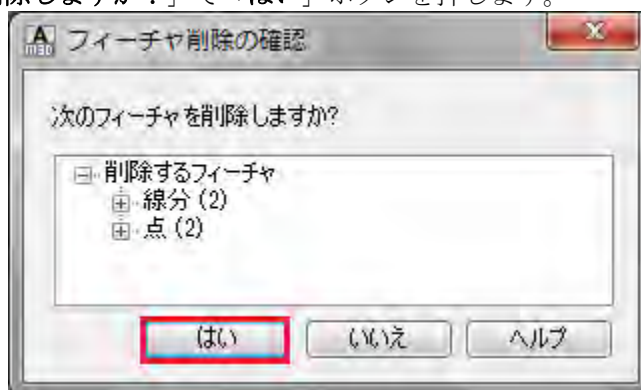 除しますか？」で「はい」ボタンを押します。
フィーチャ削除の確認
次のフィーチャを削除しますか?
削除するフィーチャ
線分 (2)
点 (2)
はい
いいえ
ヘルプ